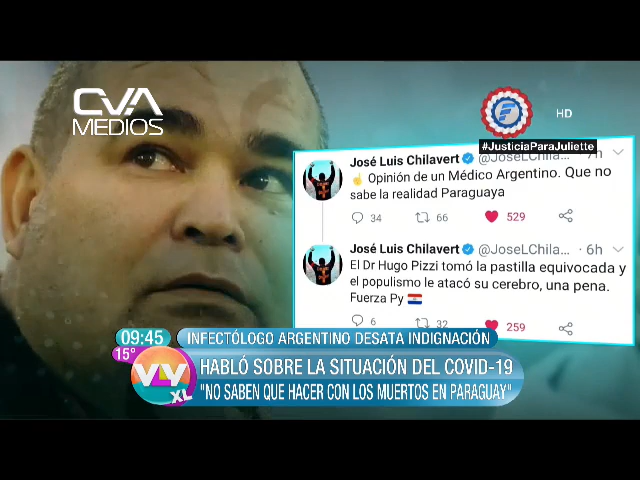 CVA
MEDIOS
HD
#JusticiaParaJuliette
José Luis Chilavert @JoseLChila... 7h
☝ Opinión de un Médico Argentino. Que no
sabe la realidad Paraguaya
34 66 529
José Luis Chilavert @JoseLChila... · 6h
El Dr Hugo Pizzi tomó la pastilla equivocada y
el populismo le atacó su cerebro, una pena.
Fuerza Py 🇵🇾
6 32 259
09:45
INFECTÓLOGO ARGENTINO DESATA INDIGNACIÓN
15°
VLV
XL
HABLÓ SOBRE LA SITUACIÓN DEL COVID-19
"NO SABEN QUE HACER CON LOS MUERTOS EN PARAGUAY"